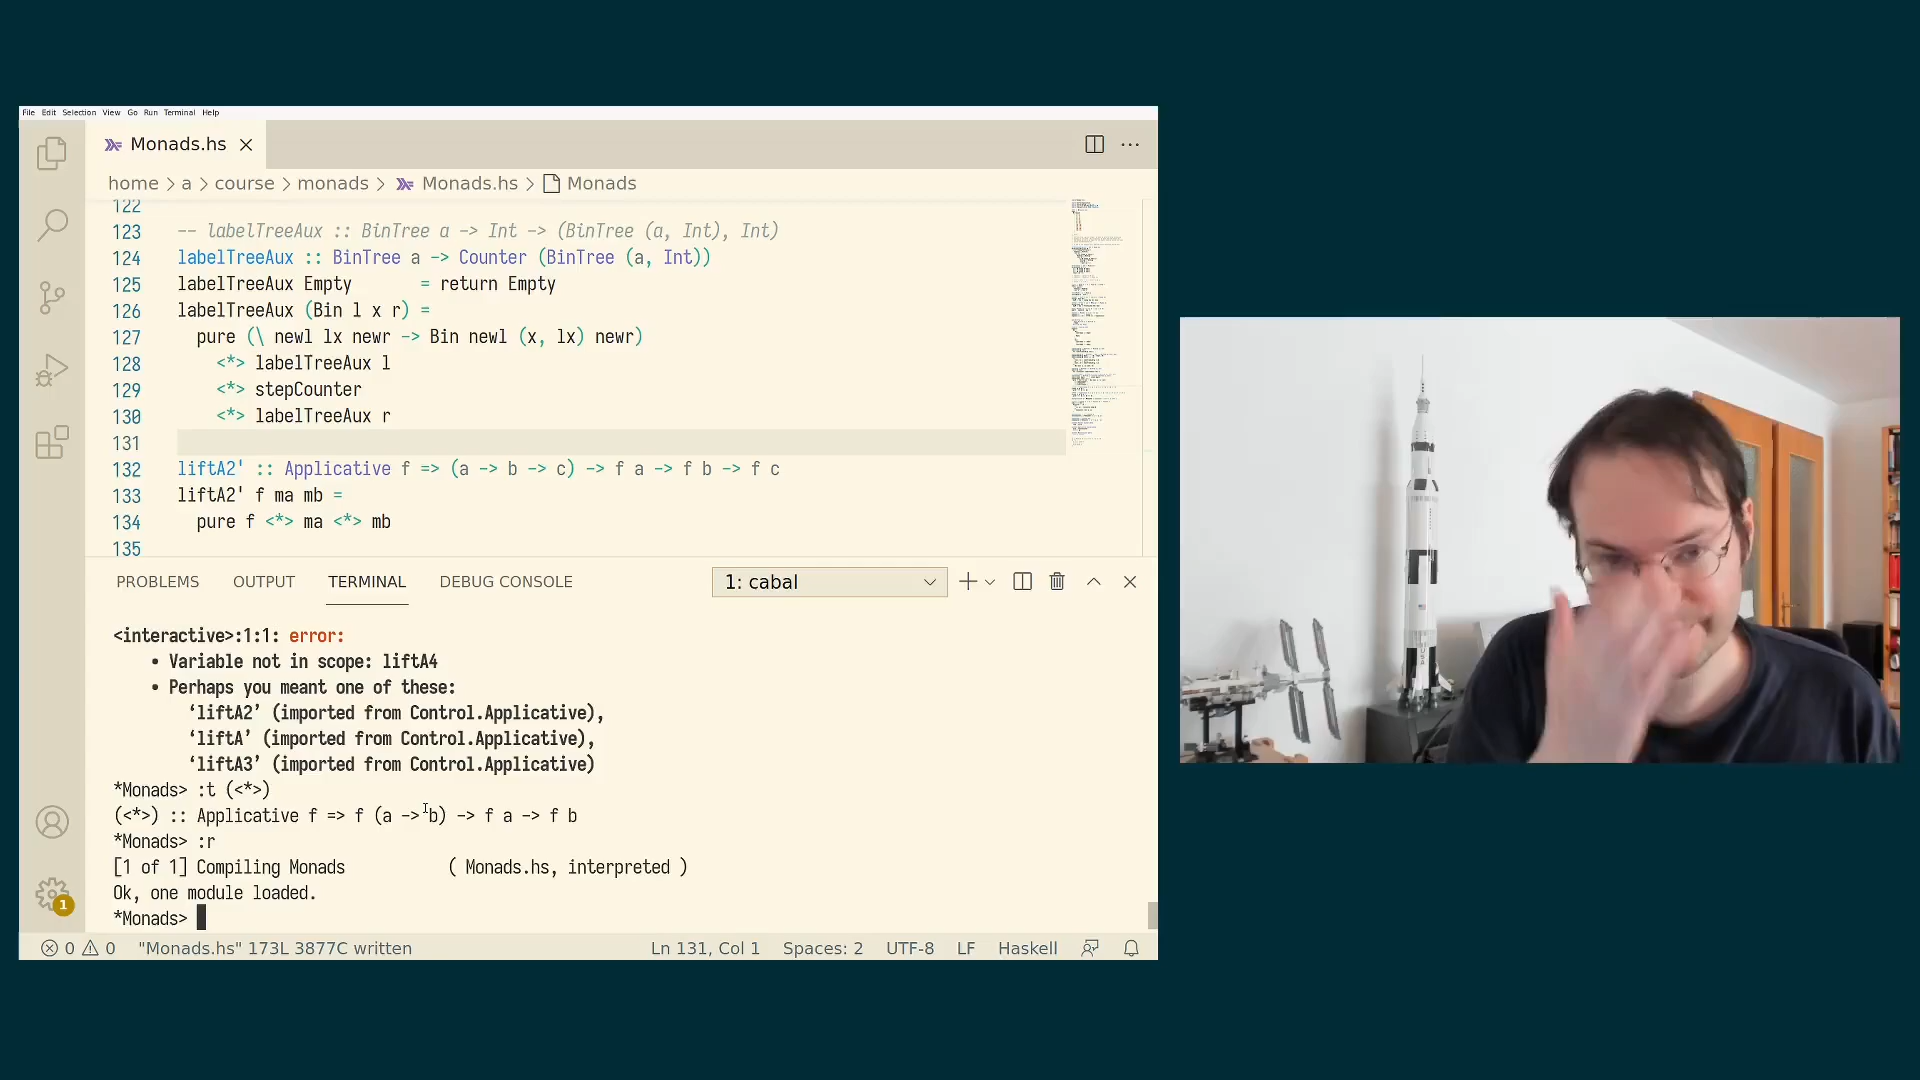 File Edit Selection View Go Run Terminal Help
Monads.hs
home > a > course > monads > Monads.hs > Monads
122
123 -- labelTreeAux :: BinTree a -> Int -> (BinTree (a, Int), Int)
124 labelTreeAux :: BinTree a -> Counter (BinTree (a, Int))
125 labelTreeAux Empty = return Empty
126 labelTreeAux (Bin l x r) =
127 pure (\ newl lx newr -> Bin newl (x, lx) newr)
128 <*> labelTreeAux l
129 <*> stepCounter
130 <*> labelTreeAux r
131
132 liftA2' :: Applicative f => (a -> b -> c) -> f a -> f b -> f c
133 liftA2' f ma mb =
134 pure f <*> ma <*> mb
135
PROBLEMS OUTPUT TERMINAL DEBUG CONSOLE 1: cabal
<interactive>:1:1: error:
• Variable not in scope: liftA4
• Perhaps you meant one of these:
‘liftA2’ (imported from Control.Applicative),
‘liftA’ (imported from Control.Applicative),
‘liftA3’ (imported from Control.Applicative)
*Monads> :t (<*>)
(<*>) :: Applicative f => f (a -> b) -> f a -> f b
*Monads> :r
[1 of 1] Compiling Monads ( Monads.hs, interpreted )
Ok, one module loaded.
*Monads>
1
0 0 "Monads.hs" 173L 3877C written Ln 131, Col 1 Spaces: 2 UTF-8 LF Haskell